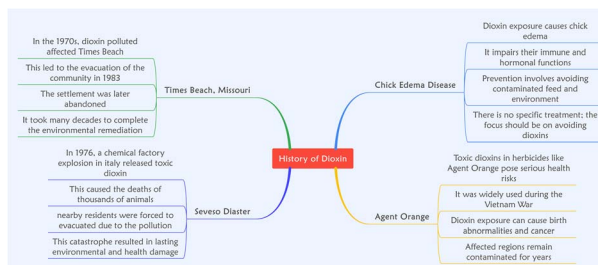 In the 1970s, dioxin polluted
affected Times Beach
This led to the evacuation of the
community in 1983
The settlement was later
abandoned
It took many decades to complete
the environmental remediation
Times Beach, Missouri
In 1976, a chemical factory
explosion in italy released toxic
dioxin
This caused the deaths of
thousands of animals
nearby residents were forced to
evacuated due to the pollution
This catastrophe resulted in lasting
environmental and health damage
Seveso Diaster
History of Dioxin
Dioxin exposure causes chick
edema
It impairs their immune and
hormonal functions
Prevention involves avoiding
contaminated feed and
environment
There is no specific treatment; the
focus should be on avoiding
dioxins
Chick Edema Disease
Toxic dioxins in herbicides like
Agent Orange pose serious health
risks
It was widely used during the
Vietnam War
Dioxin exposure can cause birth
abnormalities and cancer
Affected regions remain
contaminated for years
Agent Orange